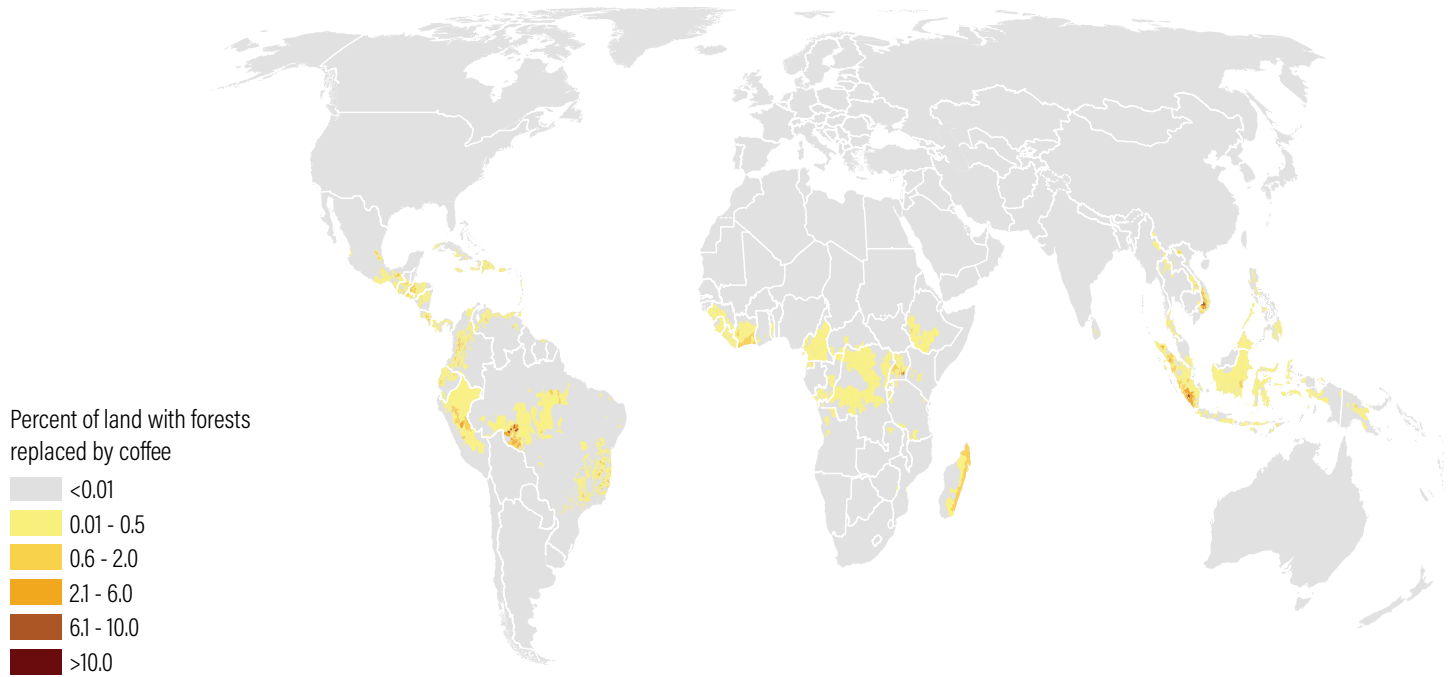 Percent of land with forests
replaced by coffee
<0.01
0.01 - 0.5
0.6 - 2.0
2.1 - 6.0
6.1 - 10.0
>10.0